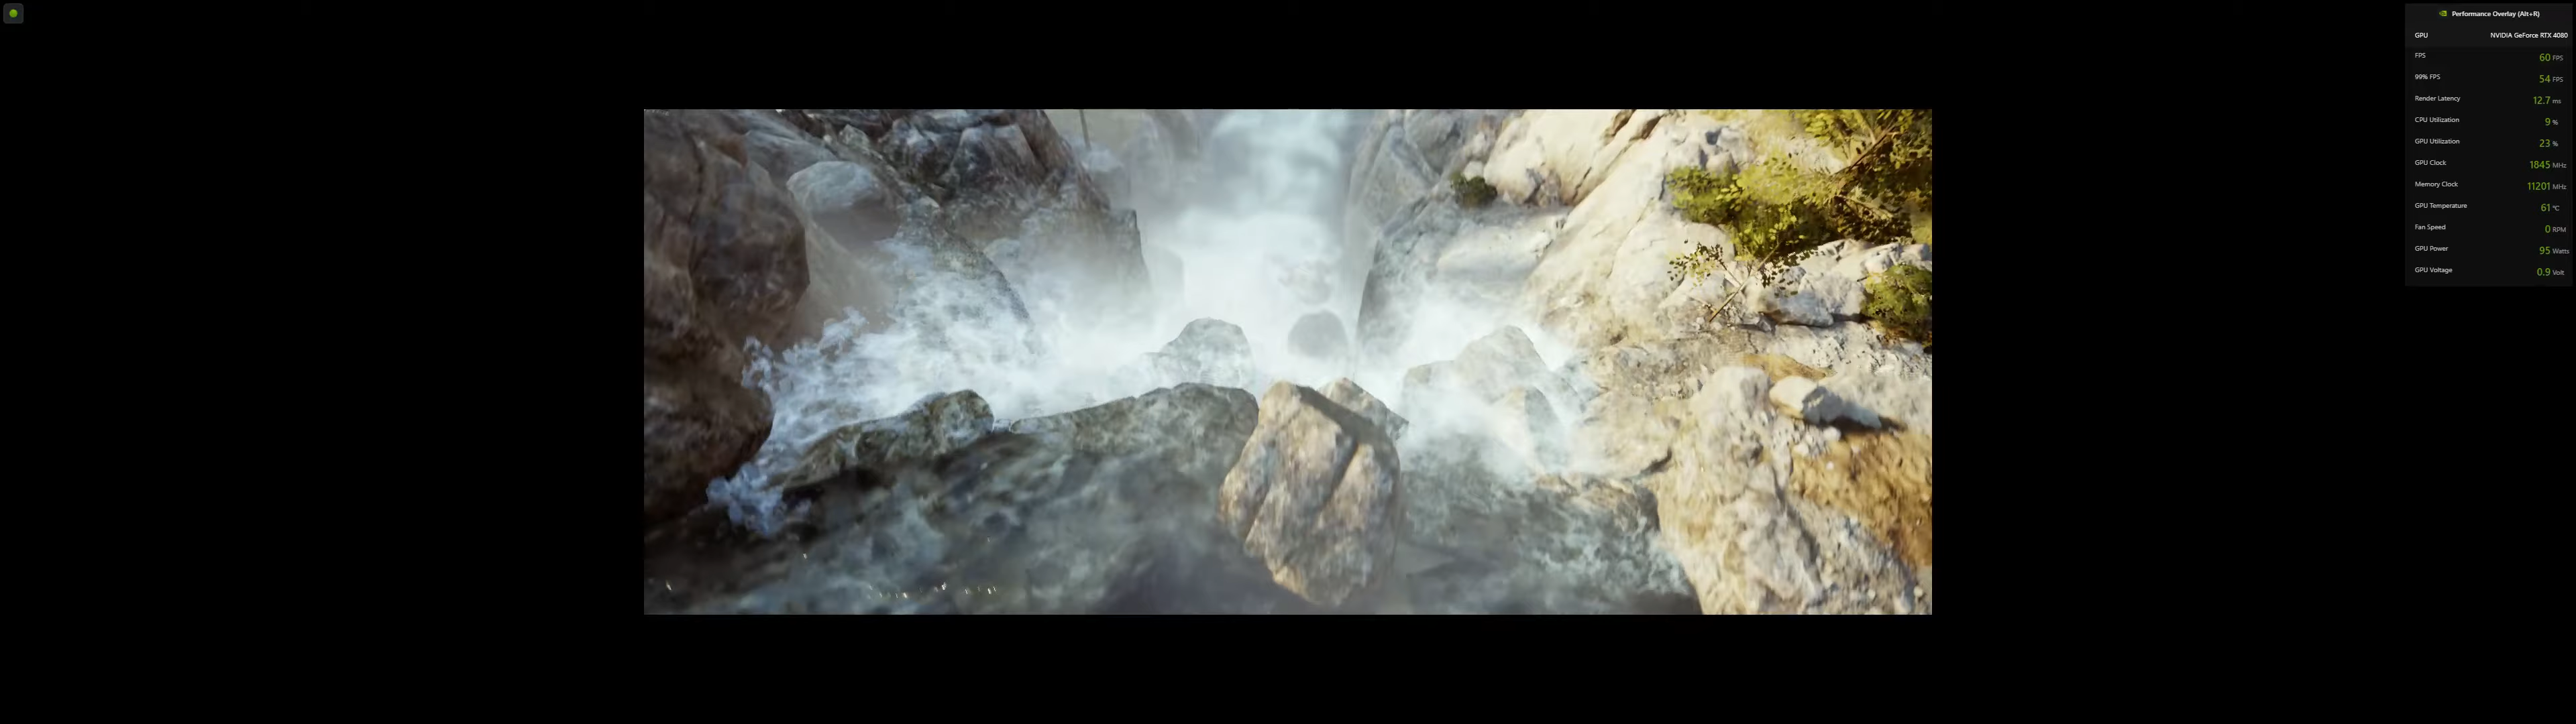 Performance Overlay (Alt+R)
GPU NVIDIA GeForce RTX 4080
FPS 60 FPS
99% FPS 54 FPS
Render Latency 12.7 ms
CPU Utilization 9 %
GPU Utilization 23 %
GPU Clock 1845 MHz
Memory Clock 11201 MHz
GPU Temperature 61 °C
Fan Speed 0 RPM
GPU Power 95 Watts
GPU Voltage 0.9 Volt